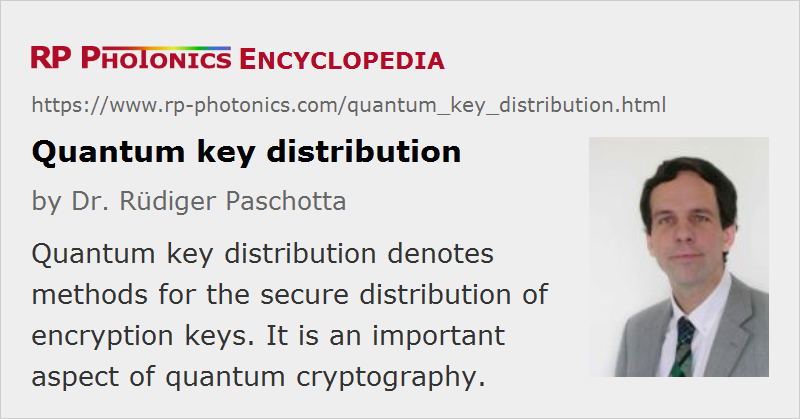 RP PHOTONICS ENCYCLOPEDIA
https://www.rp-photonics.com/quantum_key_distribution.html
Quantum key distribution
by Dr. Rüdiger Paschotta
Quantum key distribution denotes
methods for the secure distribution of
encryption keys. It is an important
aspect of quantum cryptography.